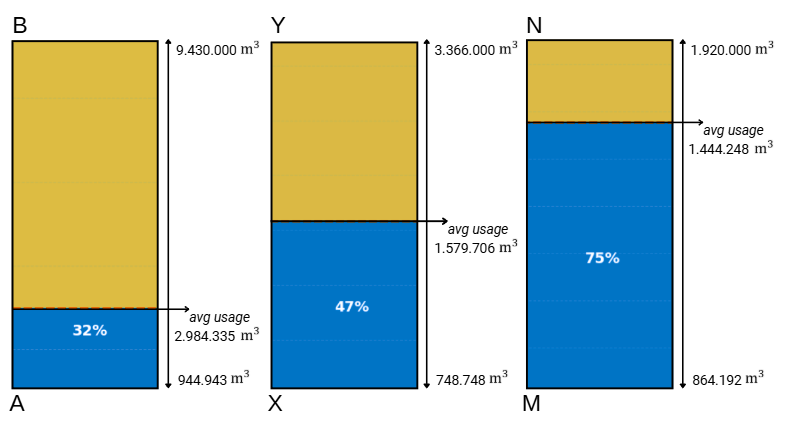 B
9.430.000 m³
32%
avg usage
2.984.335 m³
944.943 m³
A
Y
3.366.000 m³
avg usage
1.579.706 m³
47%
748.748 m³
X
N
1.920.000 m³
avg usage
1.444.248 m³
75%
864.192 m³
M